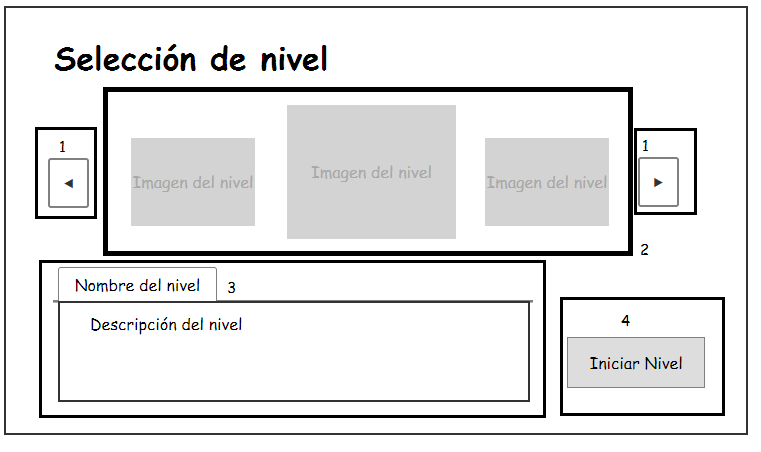 Selección de nivel
1
◄
Imagen del nivel
Imagen del nivel
Imagen del nivel
1
►
2
Nombre del nivel
3
Descripción del nivel
4
Iniciar Nivel